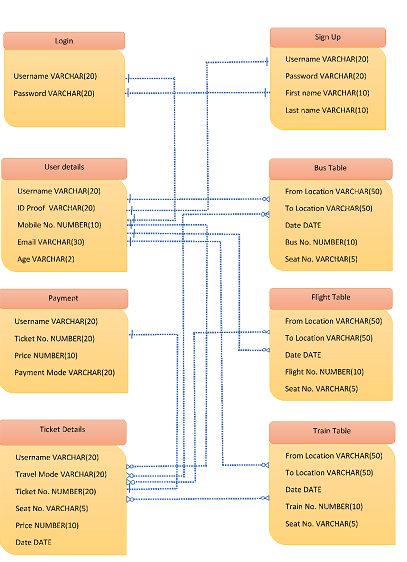 Login
Username VARCHAR(20)
Password VARCHAR(20)
Sign Up
Username VARCHAR(20)
Password VARCHAR(20)
First name VARCHAR(10)
Last name VARCHAR(10)
User details
Username VARCHAR(20)
ID Proof VARCHAR(20)
Mobile No. NUMBER(10)
Email VARCHAR(30)
Age VARCHAR(2)
Bus Table
From Location VARCHAR(50)
To Location VARCHAR(50)
Date DATE
Bus No. NUMBER(10)
Seat No. VARCHAR(5)
Payment
Username VARCHAR(20)
Ticket No. NUMBER(20)
Price NUMBER(10)
Payment Mode VARCHAR(20)
Flight Table
From Location VARCHAR(50)
To Location VARCHAR(50)
Date DATE
Flight No. NUMBER(10)
Seat No. VARCHAR(5)
Ticket Details
Username VARCHAR(20)
Travel Mode VARCHAR(20)
Ticket No. NUMBER(20)
Seat No. VARCHAR(5)
Price NUMBER(10)
Date DATE
Train Table
From Location VARCHAR(50)
To Location VARCHAR(50)
Date DATE
Train No. NUMBER(10)
Seat No. VARCHAR(5)